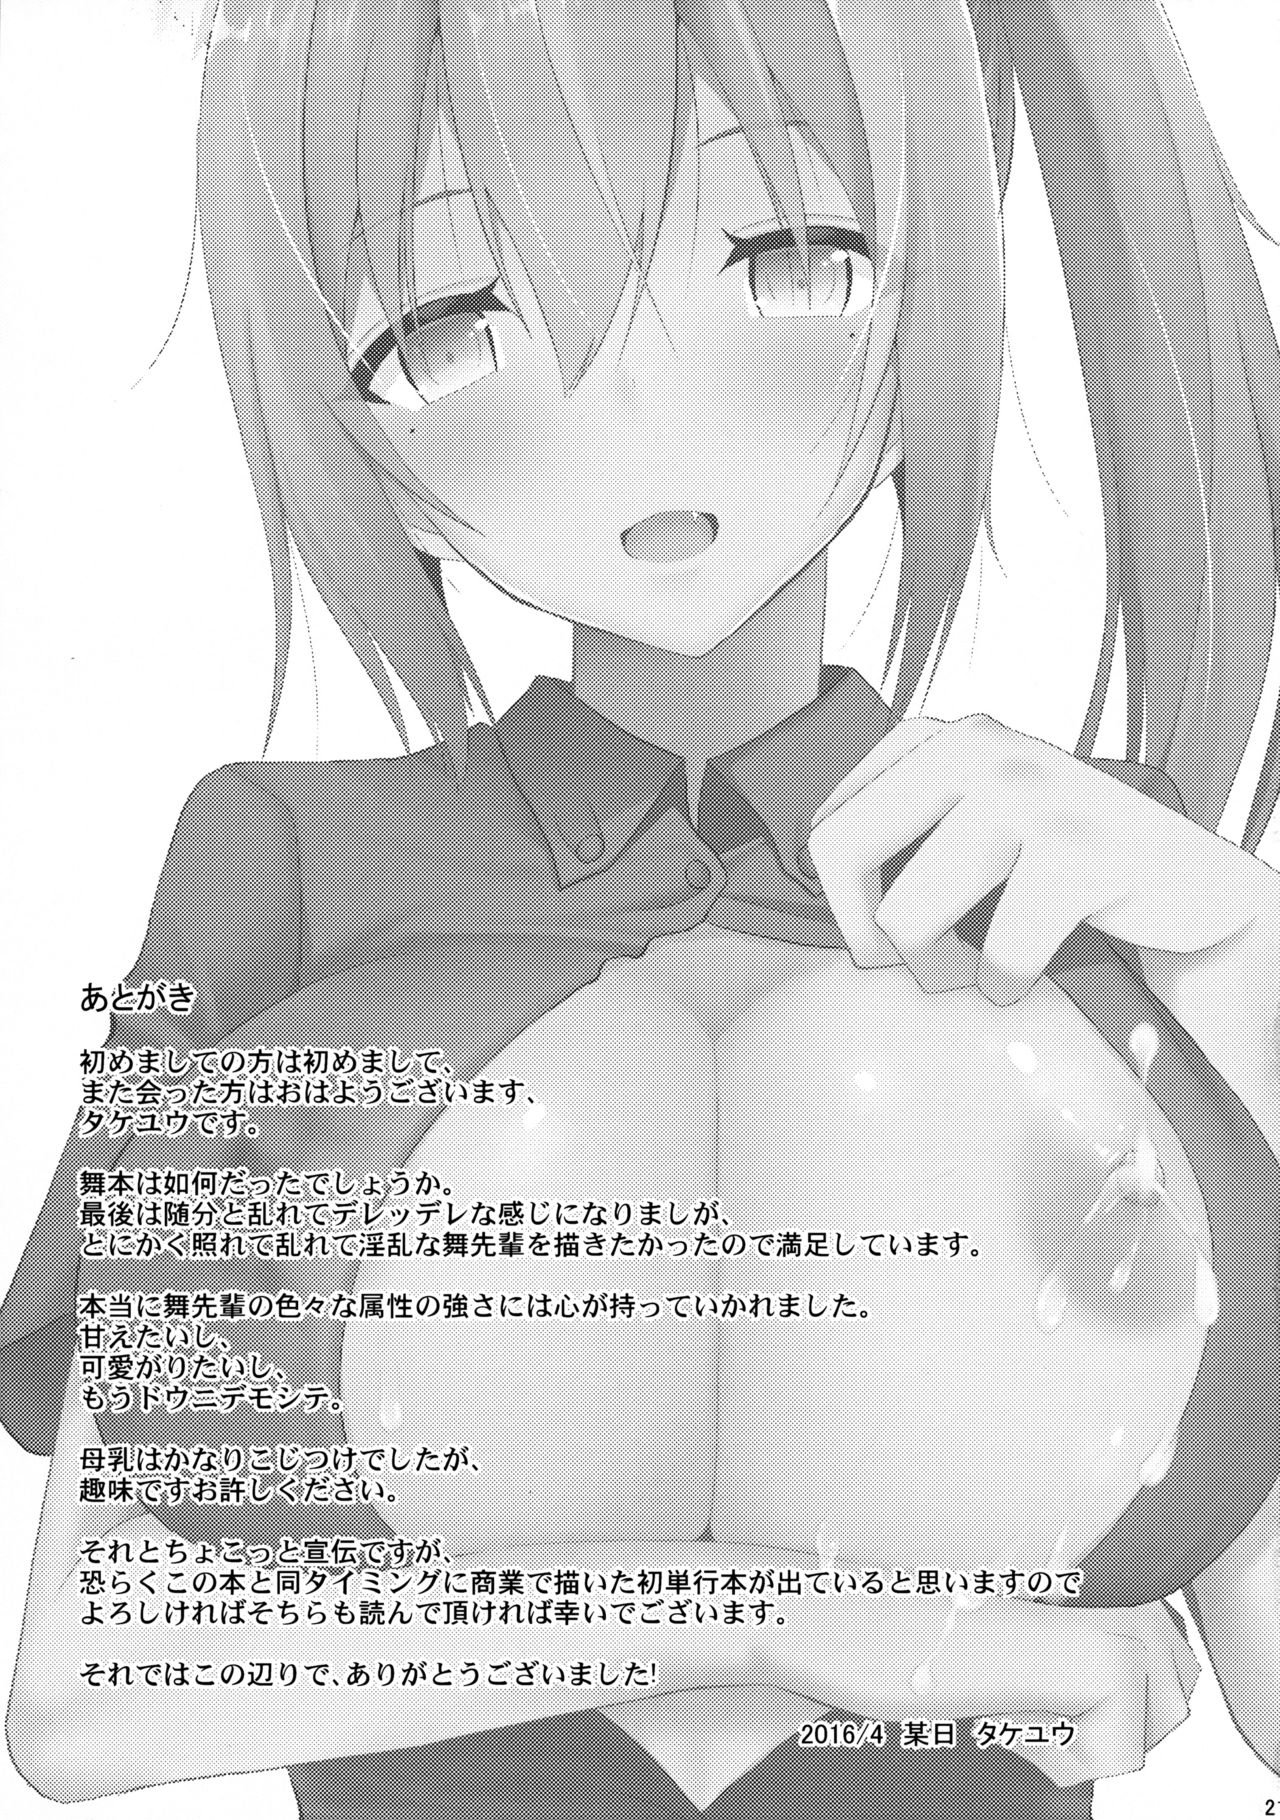 あとがき
初めましての方は初めまして、
また会った方はおはようございます、
タケユウです。
舞本は如何だったでしょうか。
最後は随分と乱れてデレッデレな感じになりましが、
とにかく照れて乱れて淫乱な舞先輩を描きたかったので満足しています。
本当に舞先輩の色々な属性の強さには心が持っていかれました。
甘えたいし、
可愛がりたいし、
もうドウニデモシテ。
母乳はかなりこじつけでしたが、
趣味ですお許しください。
それとちょこっと宣伝ですが、
恐らくこの本と同タイミングに商業で描いた初単行本が出ていると思いますので
よろしければそちらも読んで頂ければ幸いでございます。
それではこの辺りで、ありがとうございました!
2016/4 某日 タケユウ